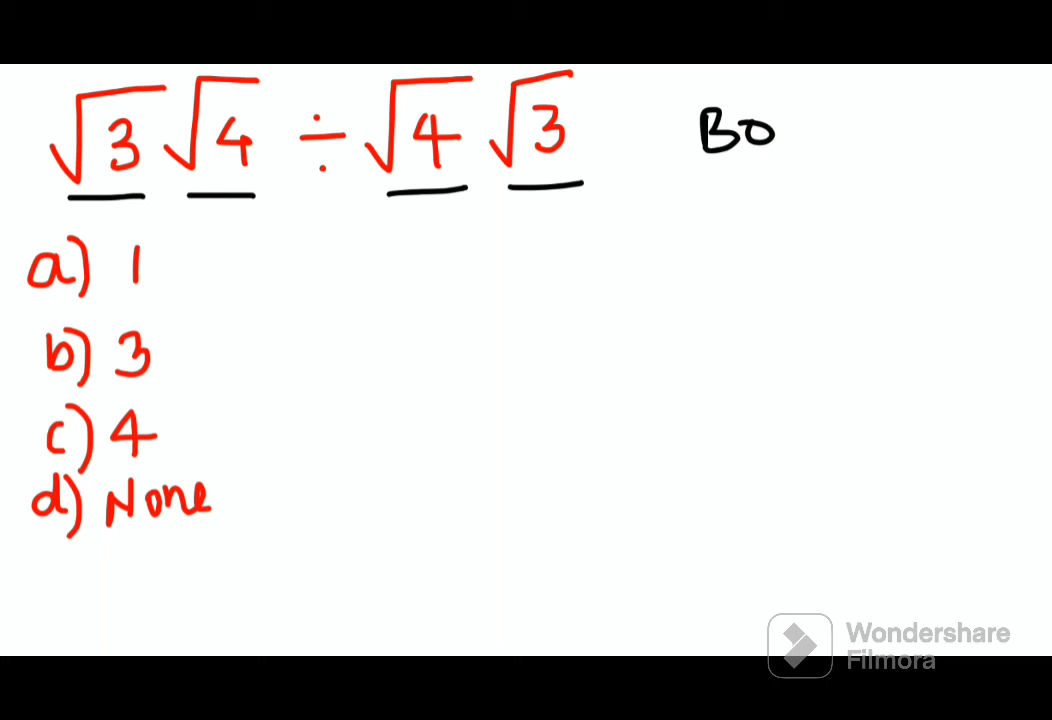 √3 √4 ÷ √4 √3 BO
a) 1
b) 3
c) 4
d) None
Wondershare
Filmora